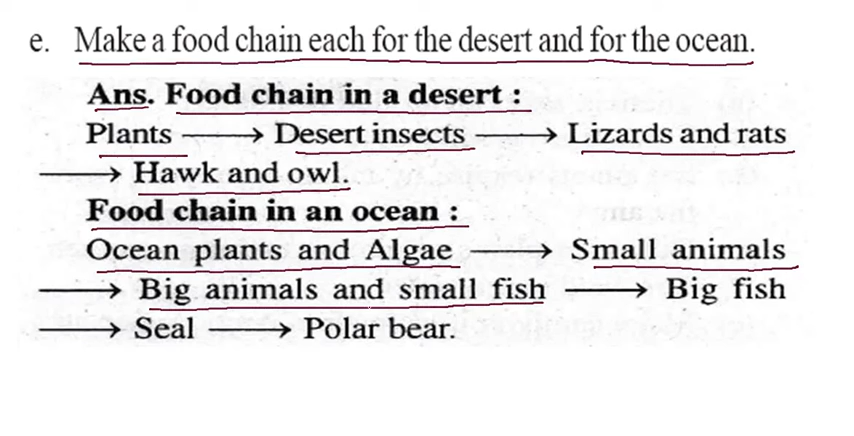 e. Make a food chain each for the desert and for the ocean.
Ans. Food chain in a desert :
Plants ⟶ Desert insects ⟶ Lizards and rats
⟶ Hawk and owl.
Food chain in an ocean :
Ocean plants and Algae ⟶ Small animals
⟶ Big animals and small fish ⟶ Big fish
⟶ Seal ⟶ Polar bear.